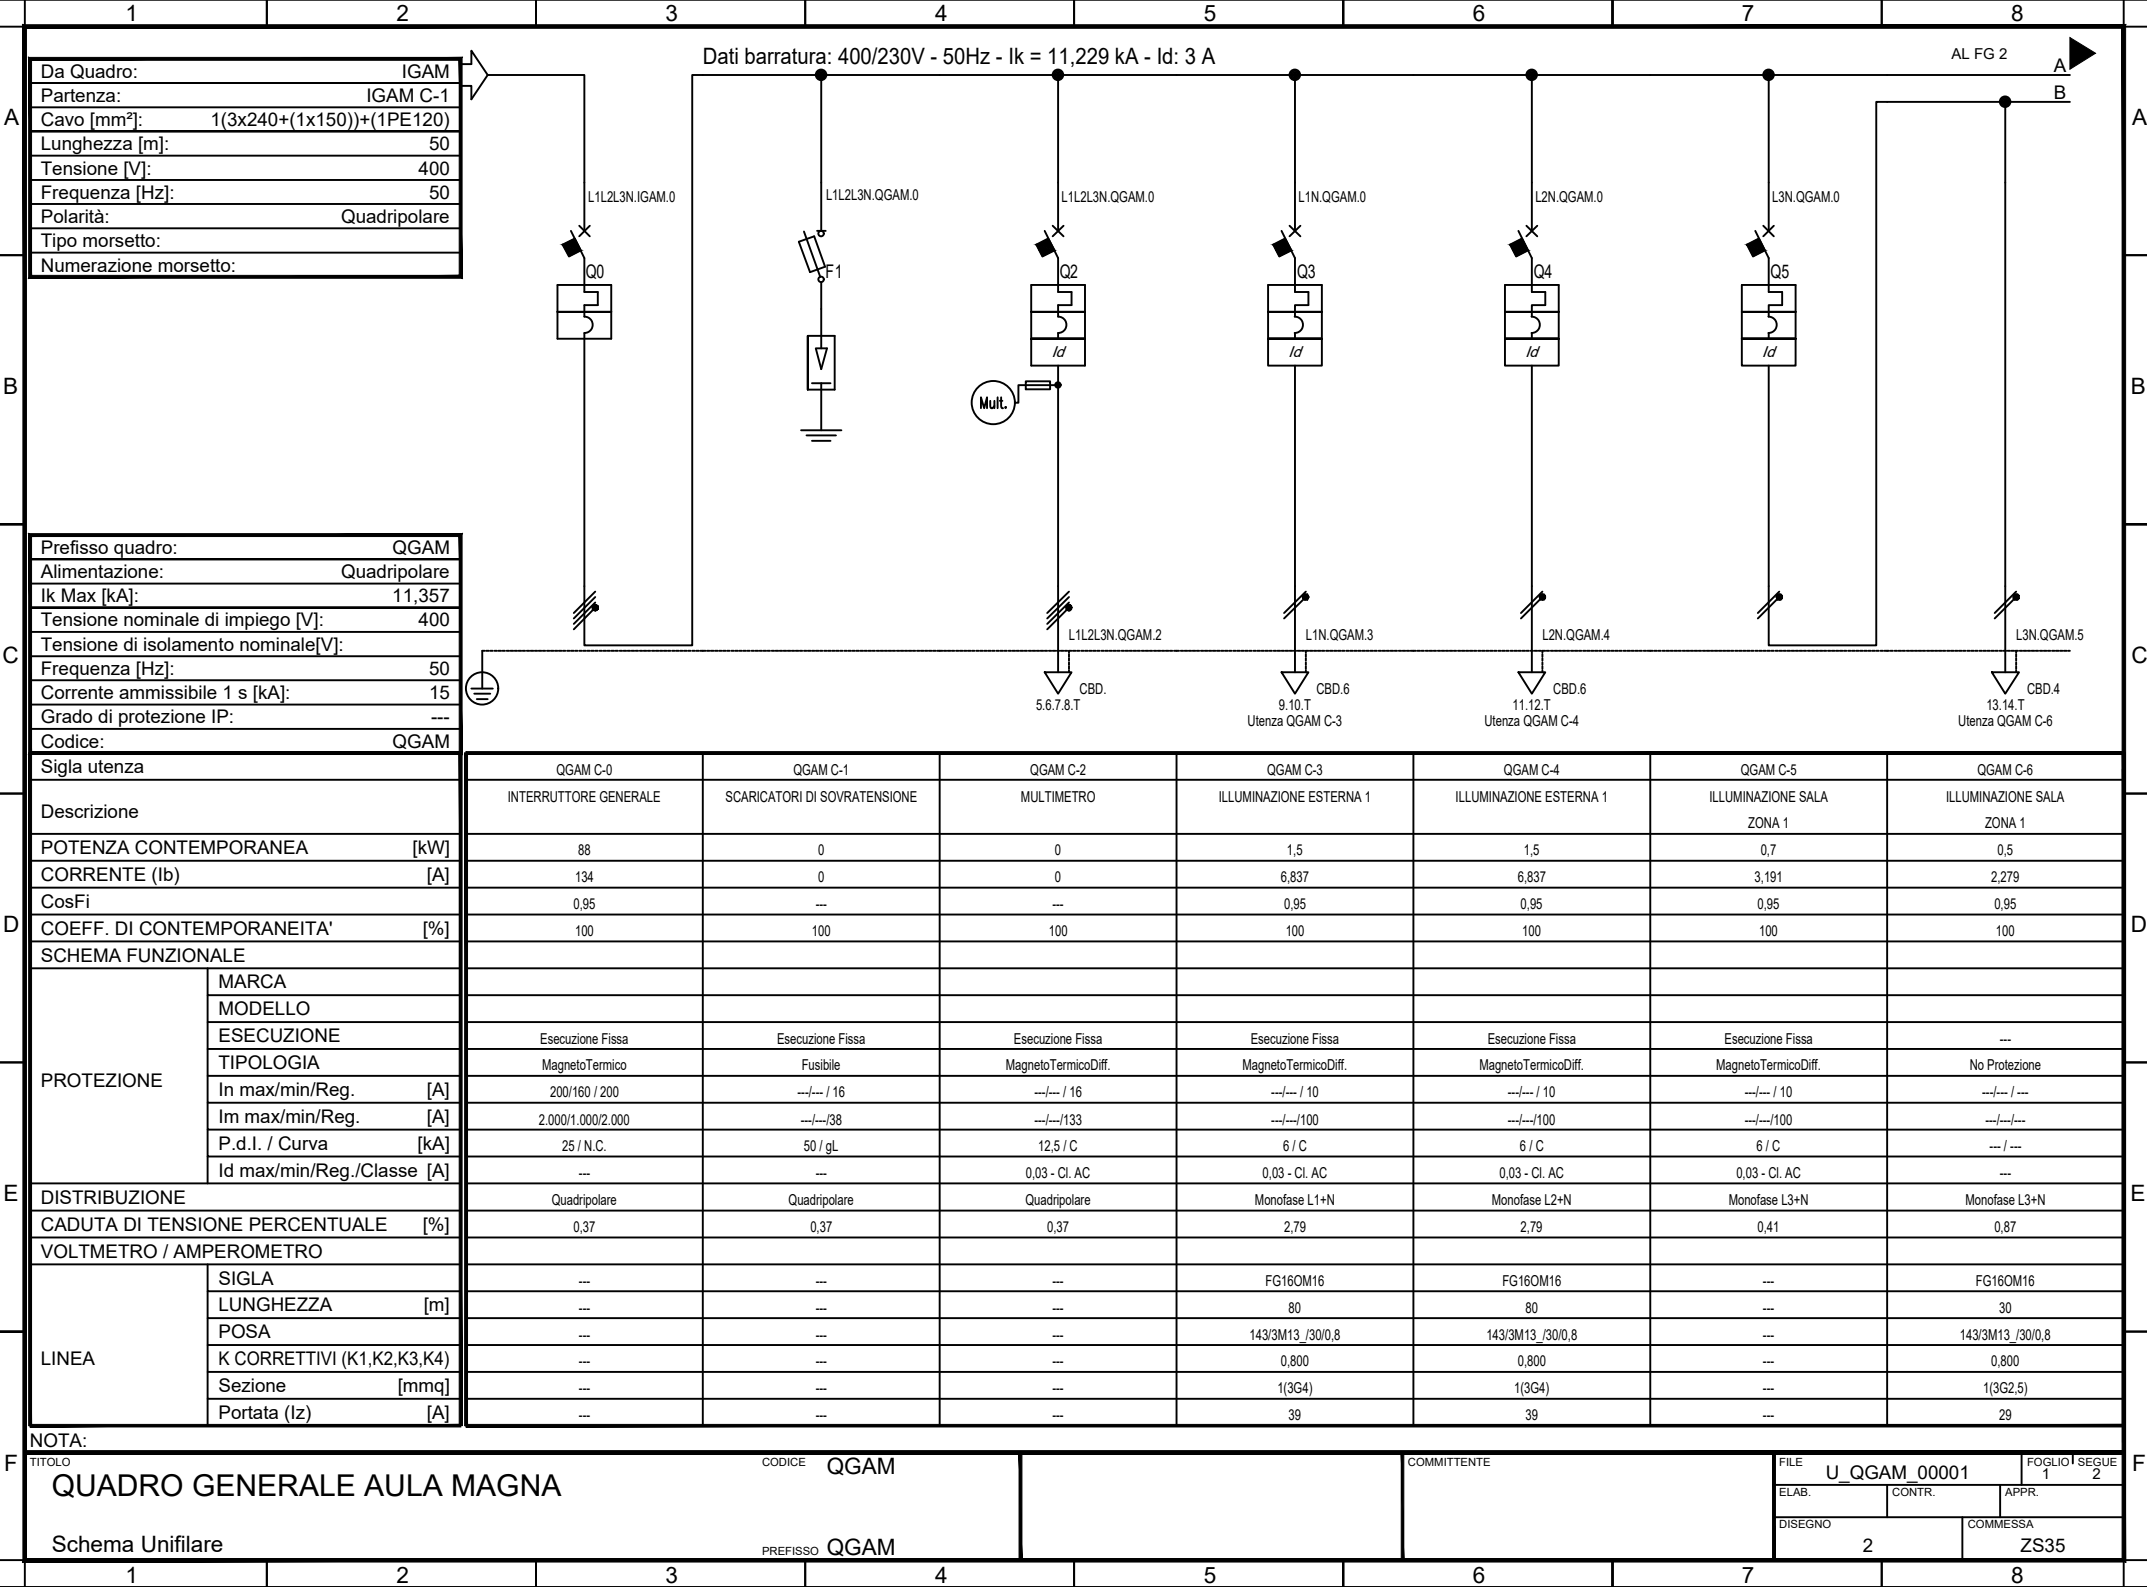 1 2 3 4 5 6 7 8
Dati barratura: 400/230V - 50Hz - Ik = 11,229 kA - Id: 3 A
AL FG 2
A
B
Da Quadro: IGAM
Partenza: IGAM C-1
Cavo [mm²]: 1(3x240+(1x150))+(1PE120)
Lunghezza [m]: 50
Tensione [V]: 400
Frequenza [Hz]: 50
Polarità: Quadripolare
Tipo morsetto:
Numerazione morsetto:
A A
L1L2L3N.IGAM.0 L1L2L3N.QGAM.0 L1L2L3N.QGAM.0 L1N.QGAM.0 L2N.QGAM.0 L3N.QGAM.0
Q0 F1 Q2 Q3 Q4 Q5
Id Id Id Id
B B
Mult.
Prefisso quadro: QGAM
Alimentazione: Quadripolare
Ik Max [kA]: 11,357
Tensione nominale di impiego [V]: 400
Tensione di isolamento nominale[V]:
Frequenza [Hz]: 50
Corrente ammissibile 1 s [kA]: 15
Grado di protezione IP: ---
Codice: QGAM
C C
L1L2L3N.QGAM.2 L1N.QGAM.3 L2N.QGAM.4 L3N.QGAM.5
CBD. CBD.6 CBD.6 CBD.4
5.6.7.8.T 9.10.T 11.12.T 13.14.T
Utenza QGAM C-3 Utenza QGAM C-4 Utenza QGAM C-6
Sigla utenza QGAM C-0 QGAM C-1 QGAM C-2 QGAM C-3 QGAM C-4 QGAM C-5 QGAM C-6
Descrizione INTERRUTTORE GENERALE SCARICATORI DI SOVRATENSIONE MULTIMETRO ILLUMINAZIONE ESTERNA 1 ILLUMINAZIONE ESTERNA 1 ILLUMINAZIONE SALA ILLUMINAZIONE SALA
ZONA 1 ZONA 1
POTENZA CONTEMPORANEA [kW] 88 0 0 1,5 1,5 0,7 0,5
CORRENTE (Ib) [A] 134 0 0 6,837 6,837 3,191 2,279
CosFi 0,95 --- --- 0,95 0,95 0,95 0,95
D D
COEFF. DI CONTEMPORANEITA' [%] 100 100 100 100 100 100 100
SCHEMA FUNZIONALE
PROTEZIONE
MARCA
MODELLO
ESECUZIONE Esecuzione Fissa Esecuzione Fissa Esecuzione Fissa Esecuzione Fissa Esecuzione Fissa Esecuzione Fissa ---
TIPOLOGIA MagnetoTermico Fusibile MagnetoTermicoDiff. MagnetoTermicoDiff. MagnetoTermicoDiff. MagnetoTermicoDiff. No Protezione
In max/min/Reg. [A] 200/160 / 200 ---/--- / 16 ---/--- / 16 ---/--- / 10 ---/--- / 10 ---/--- / 10 ---/--- / ---
Im max/min/Reg. [A] 2.000/1.000/2.000 ---/---/38 ---/---/133 ---/---/100 ---/---/100 ---/---/100 ---/---/---
P.d.I. / Curva [kA] 25 / N.C. 50 / gL 12,5 / C 6 / C 6 / C 6 / C --- / ---
Id max/min/Reg./Classe [A] --- --- 0,03 - Cl. AC 0,03 - Cl. AC 0,03 - Cl. AC 0,03 - Cl. AC ---
E E
DISTRIBUZIONE Quadripolare Quadripolare Quadripolare Monofase L1+N Monofase L2+N Monofase L3+N Monofase L3+N
CADUTA DI TENSIONE PERCENTUALE [%] 0,37 0,37 0,37 2,79 2,79 0,41 0,87
VOLTMETRO / AMPEROMETRO
LINEA
SIGLA --- --- --- FG16OM16 FG16OM16 --- FG16OM16
LUNGHEZZA [m] --- --- --- 80 80 --- 30
POSA --- --- --- 143/3M13_/30/0,8 143/3M13_/30/0,8 --- 143/3M13_/30/0,8
K CORRETTIVI (K1,K2,K3,K4) --- --- --- 0,800 0,800 --- 0,800
Sezione [mmq] --- --- --- 1(3G4) 1(3G4) --- 1(3G2,5)
Portata (Iz) [A] --- --- --- 39 39 --- 29
NOTA:
F F
TITOLO
QUADRO GENERALE AULA MAGNA
Schema Unifilare
CODICE QGAM
PREFISSO QGAM
COMMITTENTE
FILE U_QGAM_00001
FOGLIO 1 SEGUE 2
ELAB. CONTR. APPR.
DISEGNO 2
COMMESSA ZS35
1 2 3 4 5 6 7 8